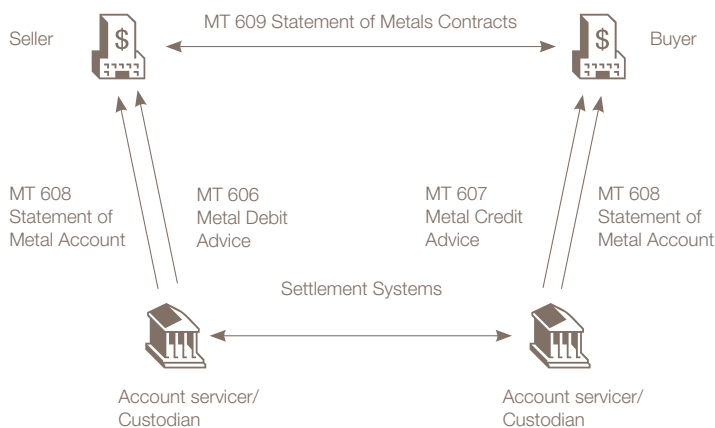 MT 609 Statement of Metals Contracts
Seller
$
$
Buyer
MT 608
Statement of
Metal Account
MT 606
Metal Debit
Advice
MT 607
Metal Credit
Advice
MT 608
Statement of
Metal Account
Settlement Systems
Account servicer/
Custodian
Account servicer/
Custodian